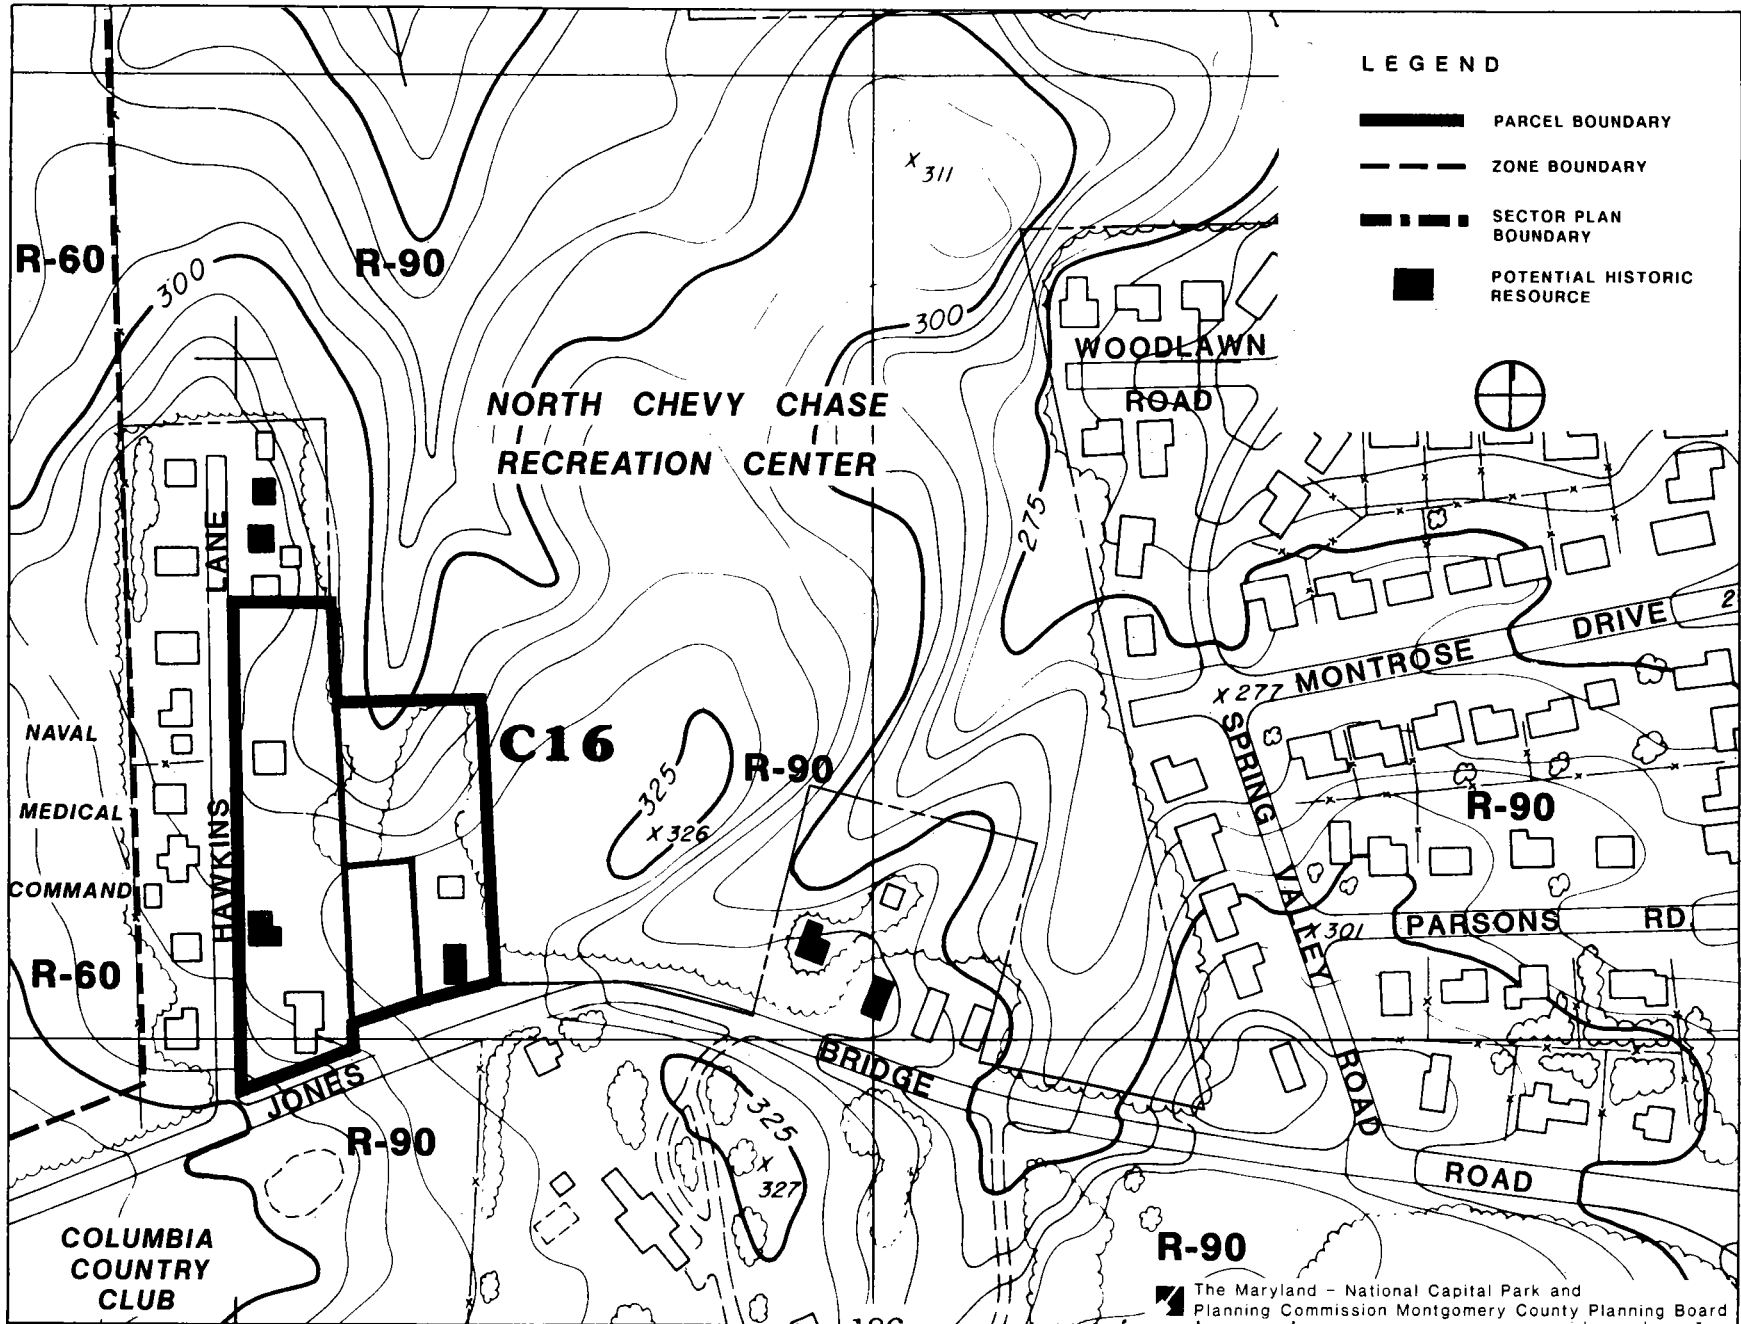 LEGEND
PARCEL BOUNDARY
ZONE BOUNDARY
SECTOR PLAN
BOUNDARY
POTENTIAL HISTORIC
RESOURCE
X 311
R-60
R-90
300
300
WOODLAWN
ROAD
NORTH CHEVY CHASE
RECREATION CENTER
275
HAWKINS LANE
MONTROSE DRIVE
2
X 277
C16
NAVAL
MEDICAL
COMMAND
325
X 326
R-90
SPRING VALLEY ROAD
R-90
X 301
PARSONS RD.
R-60
JONES BRIDGE ROAD
R-90
325
X
327
COLUMBIA
COUNTRY
CLUB
R-90
The Maryland - National Capital Park and
Planning Commission Montgomery County Planning Board